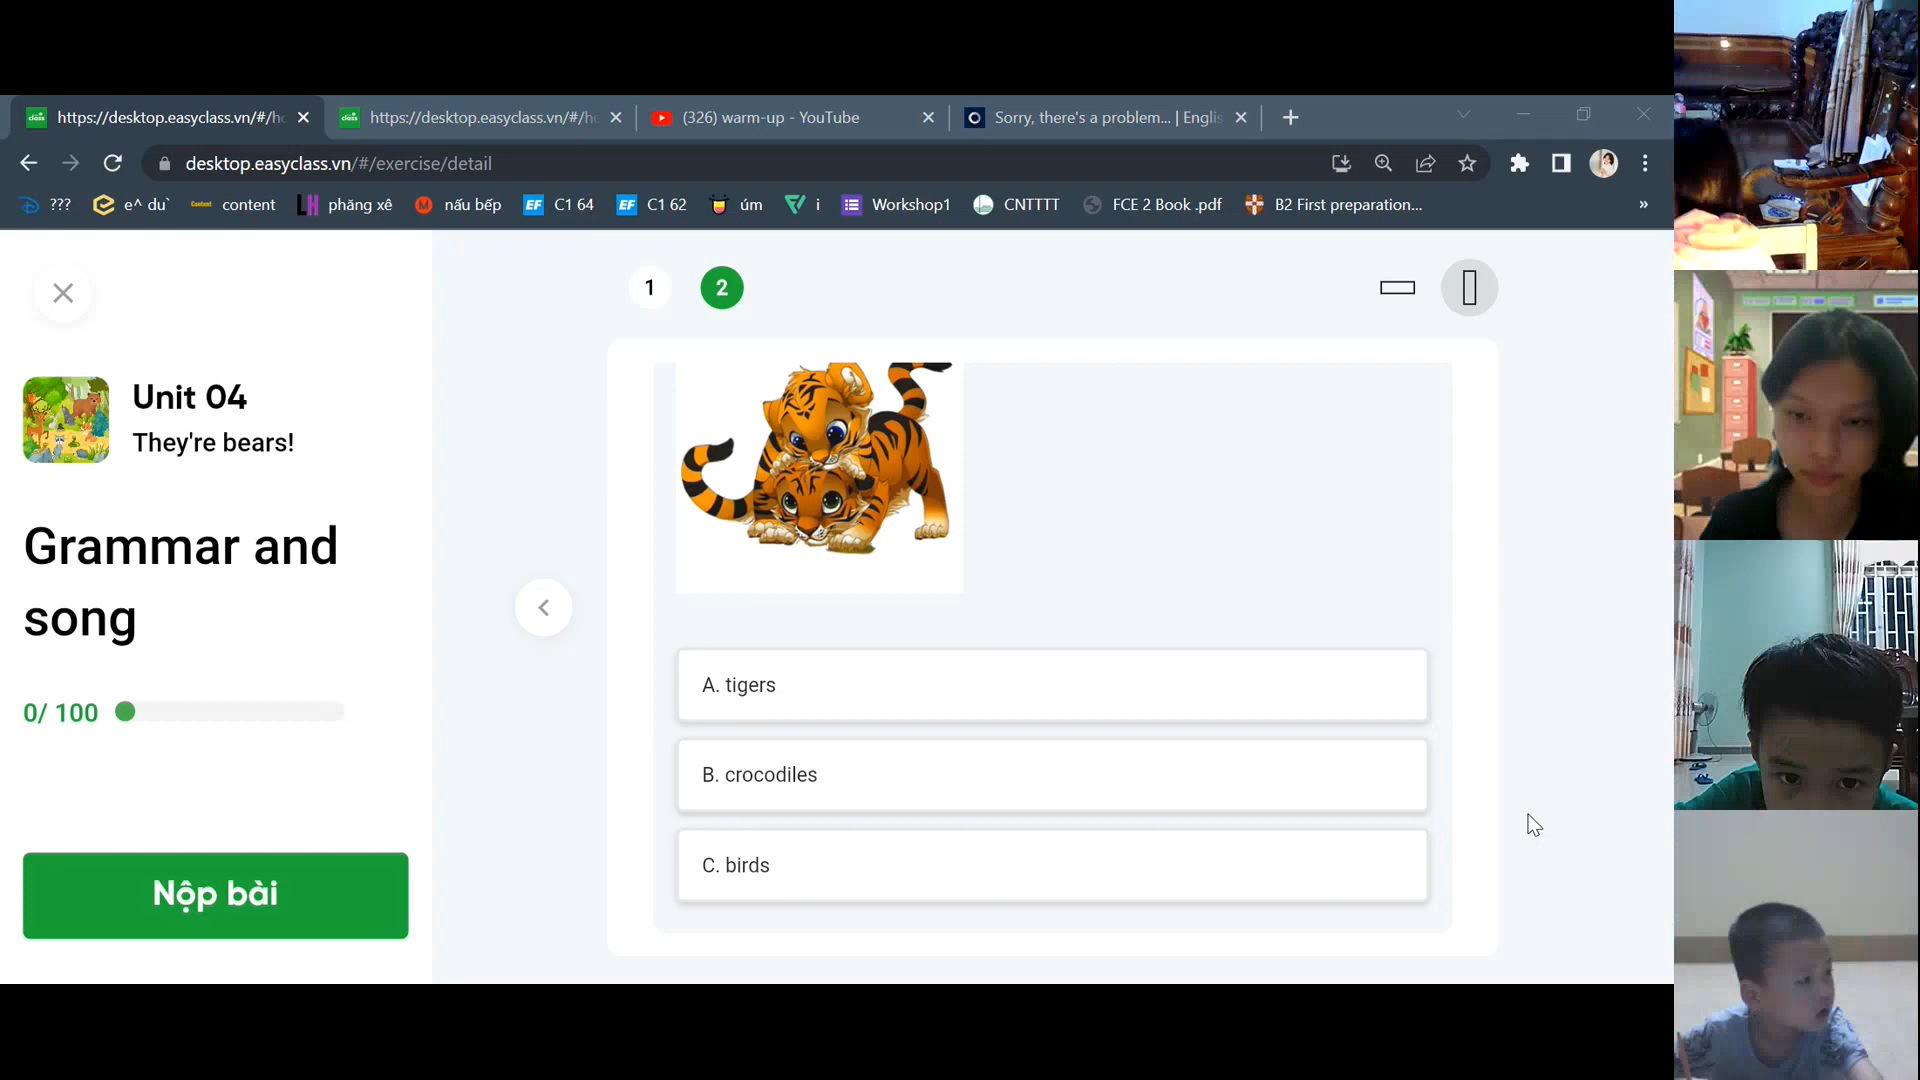 https://desktop.easyclass.vn/#/ho
https://desktop.easyclass.vn/#/he
(326) warm-up - YouTube
Sorry, there's a problem... | Englis
desktop.easyclass.vn/#/exercise/detail
???
e^ du`
content
phăng xê
nấu bếp
C1 64
C1 62
úm
i
Workshop1
CNTTTT
FCE 2 Book .pdf
B2 First preparation...
»
1
2
Unit 04
They're bears!
Grammar and
song
0/ 100
Nộp bài
A. tigers
B. crocodiles
C. birds